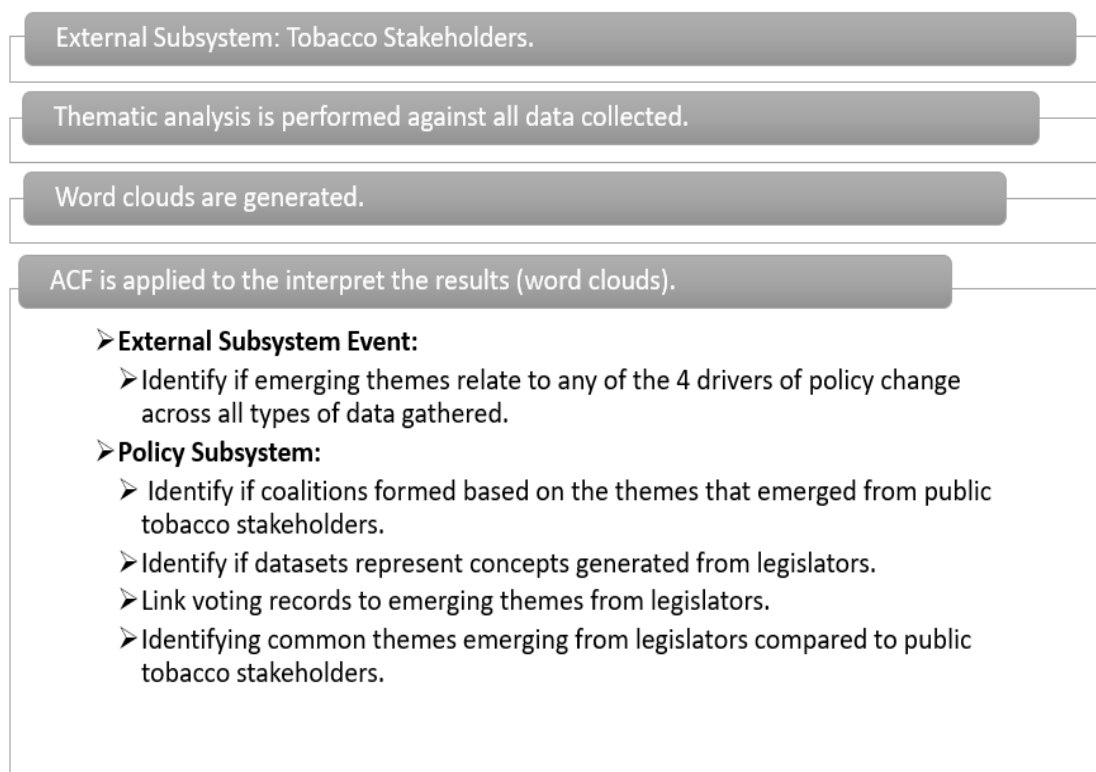 External Subsystem: Tobacco Stakeholders.
Thematic analysis is performed against all data collected.
Word clouds are generated.
ACF is applied to the interpret the results (word clouds).
➢External Subsystem Event:
➢Identify if emerging themes relate to any of the 4 drivers of policy change
across all types of data gathered.
➢Policy Subsystem:
➢ Identify if coalitions formed based on the themes that emerged from public
tobacco stakeholders.
➢Identify if datasets represent concepts generated from legislators.
➢Link voting records to emerging themes from legislators.
➢Identifying common themes emerging from legislators compared to public
tobacco stakeholders.